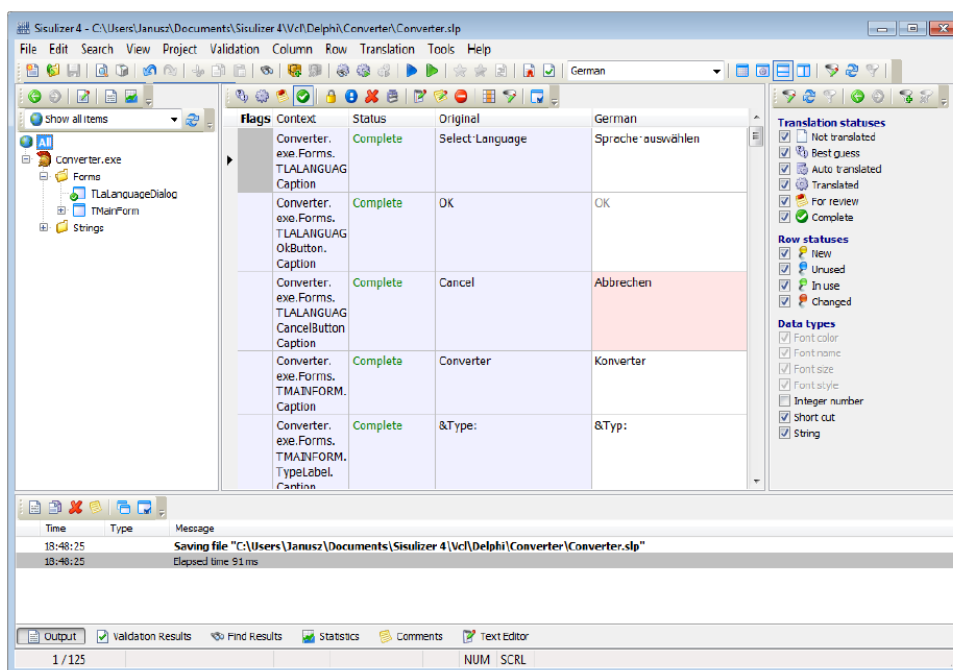 Sisulizer 4 - C:\Users\Janusz\Documents\Sisulizer 4\Vcl\Delphi\Converter\Converter.slp
File Edit Search View Project Validation Column Row Translation Tools Help
German
Show all items
All
Converter.exe
Forms
TLaLanguageDialog
TMainForm
Strings
Flags Context Status Original German
Converter. Complete Select·Language Sprache·auswählen
exe.Forms.
TLALANGUAG
Caption
Converter. Complete OK OK
exe.Forms.
TLALANGUAG
OkButton.
Caption
Converter. Complete Cancel Abbrechen
exe.Forms.
TLALANGUAG
CancelButton
Caption
Converter. Complete Converter Konverter
exe.Forms.
TMAINFORM.
Caption
Converter. Complete &Type: &Typ:
exe.Forms.
TMAINFORM.
TypeLabel.
Caption
Translation statuses
Not translated
Best guess
Auto translated
Translated
For review
Complete
Row statuses
New
Unused
In use
Changed
Data types
Font color
Font name
Font size
Font style
Integer number
Short cut
String
Time Type Message
18:48:25 Saving file "C:\Users\Janusz\Documents\Sisulizer 4\Vcl\Delphi\Converter\Converter.slp"
18:48:25 Elapsed time 91 ms
Output Validation Results Find Results Statistics Comments Text Editor
1 / 125 NUM SCRL